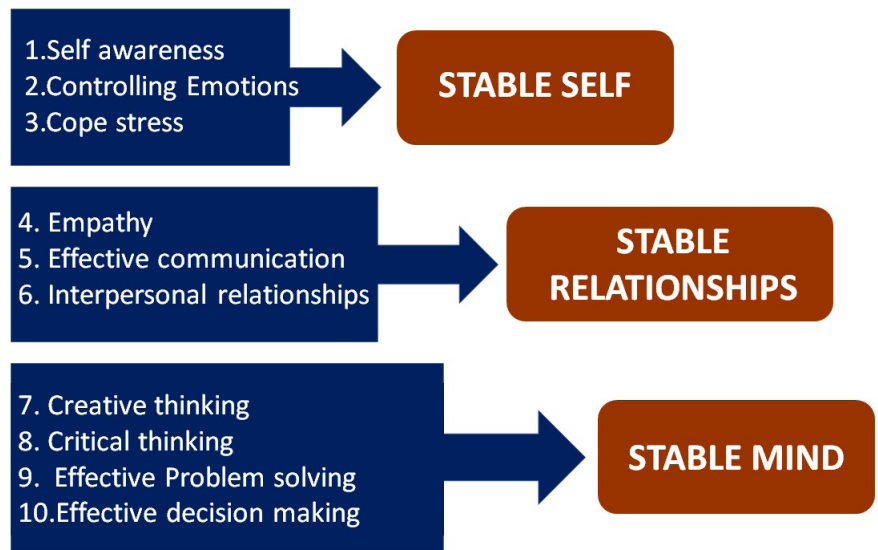 1.Self awareness
2.Controlling Emotions
3.Cope stress
STABLE SELF
4. Empathy
5. Effective communication
6. Interpersonal relationships
STABLE
RELATIONSHIPS
7. Creative thinking
8. Critical thinking
9.  Effective Problem solving
10.Effective decision making
STABLE MIND